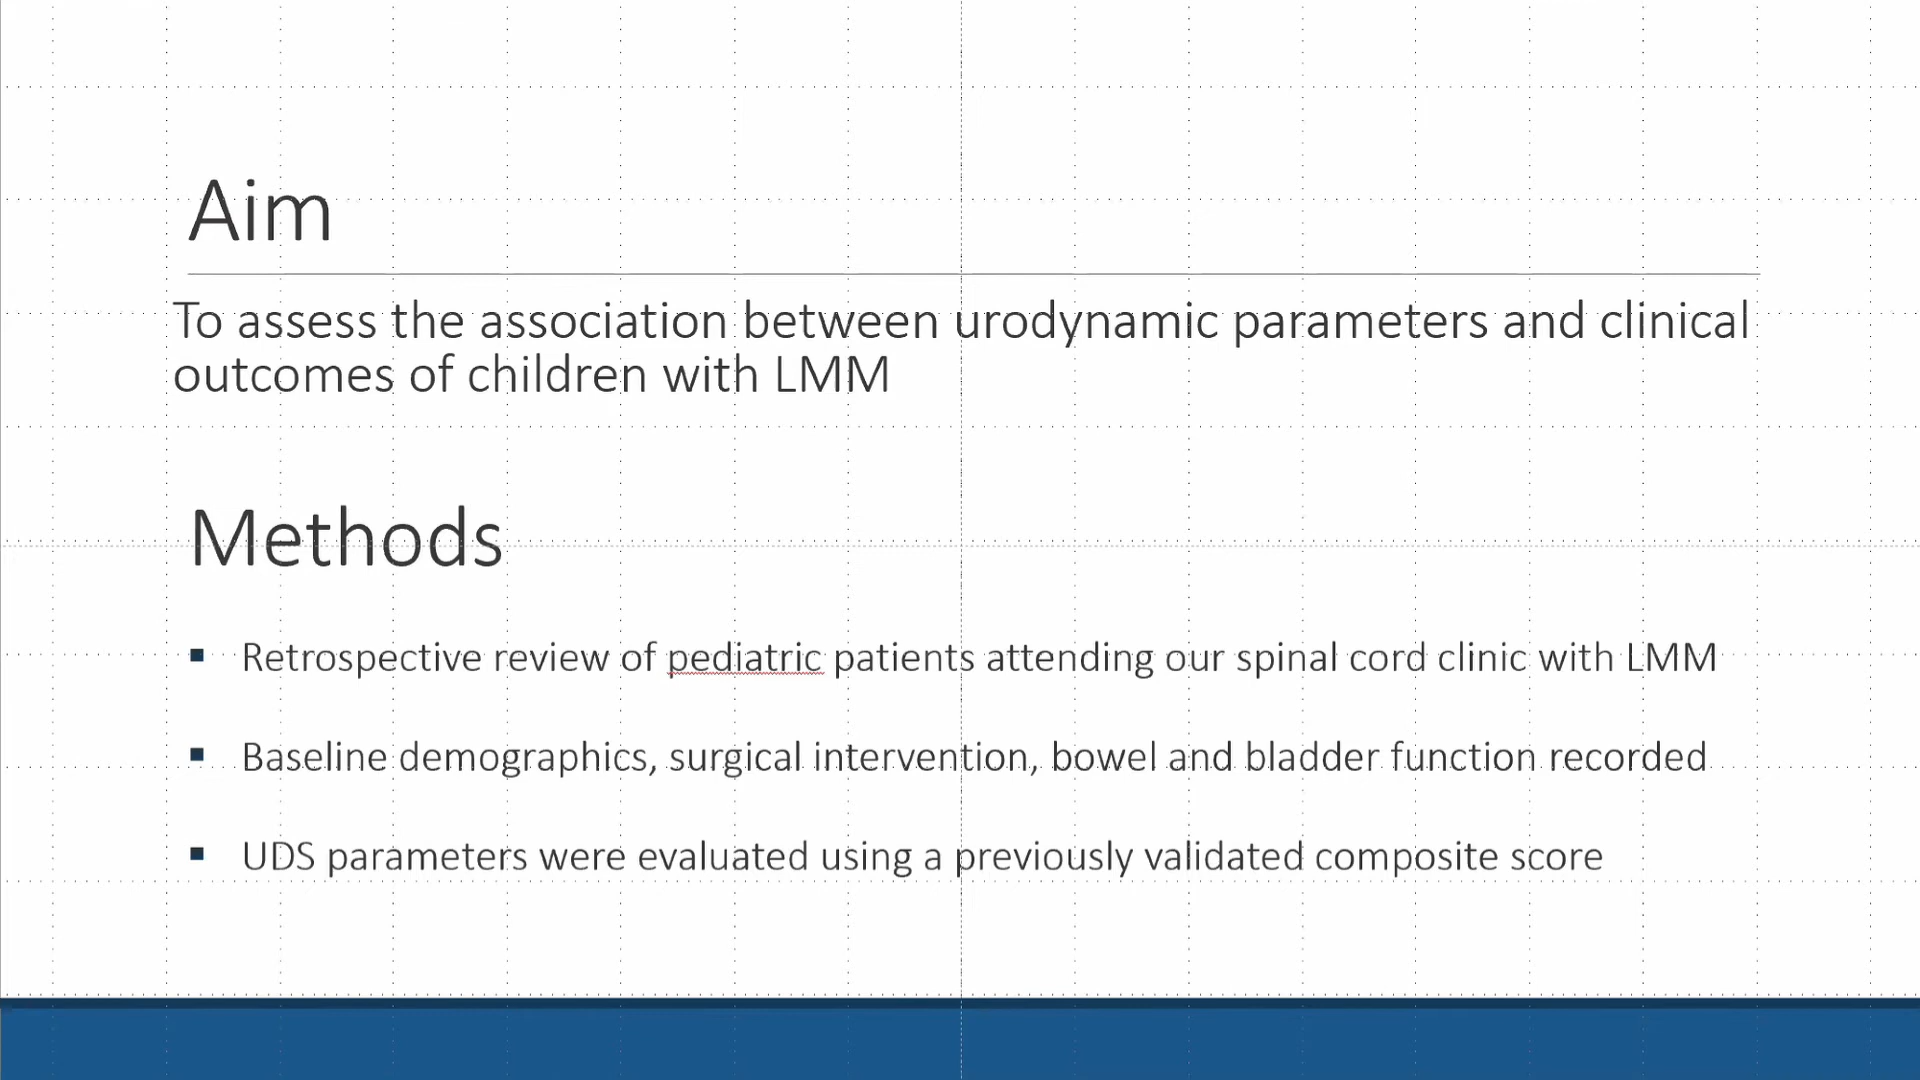 Aim
To assess the association between urodynamic parameters and clinical
outcomes of children with LMM
Methods
▪ Retrospective review of pediatric patients attending our spinal cord clinic with LMM
▪ Baseline demographics, surgical intervention, bowel and bladder function recorded
▪ UDS parameters were evaluated using a previously validated composite score